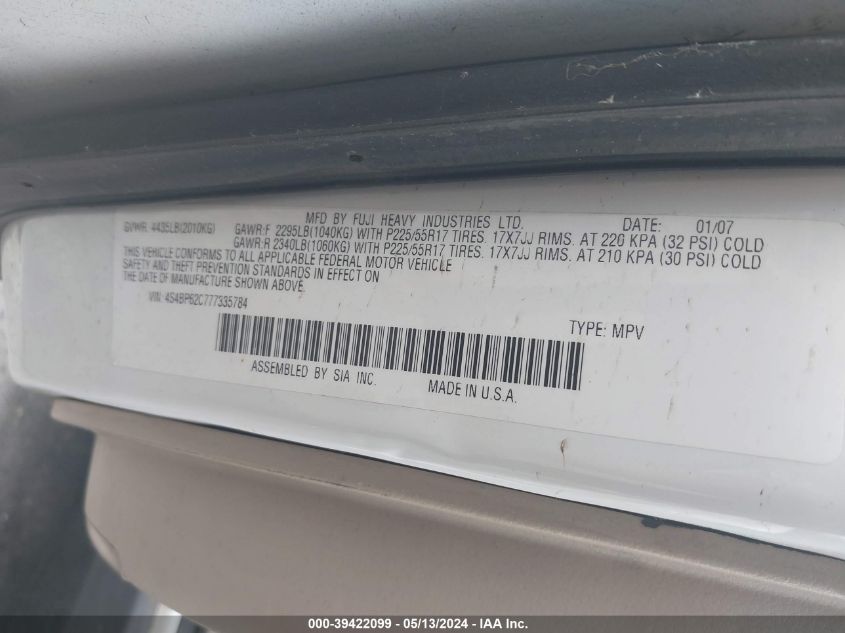 MFD BY FUJI HEAVY INDUSTRIES LTD. DATE: 01/07
GVWR: 4435LB(2010KG) GAWR:F 2295LB(1040KG) WITH P225/55R17 TIRES. 17X7JJ RIMS. AT 220 KPA (32 PSI) COLD
GAWR:R 2340LB(1060KG) WITH P225/55R17 TIRES. 17X7JJ RIMS. AT 210 KPA (30 PSI) COLD
THIS VEHICLE CONFORMS TO ALL APPLICABLE FEDERAL MOTOR VEHICLE
SAFETY AND THEFT PREVENTION STANDARDS IN EFFECT ON
THE DATE OF MANUFACTURE SHOWN ABOVE.
VIN: 4S4BP62C777335784
TYPE: MPV
ASSEMBLED BY SIA INC. MADE IN U.S.A.
000-39422099 - 05/13/2024 - IAA Inc.